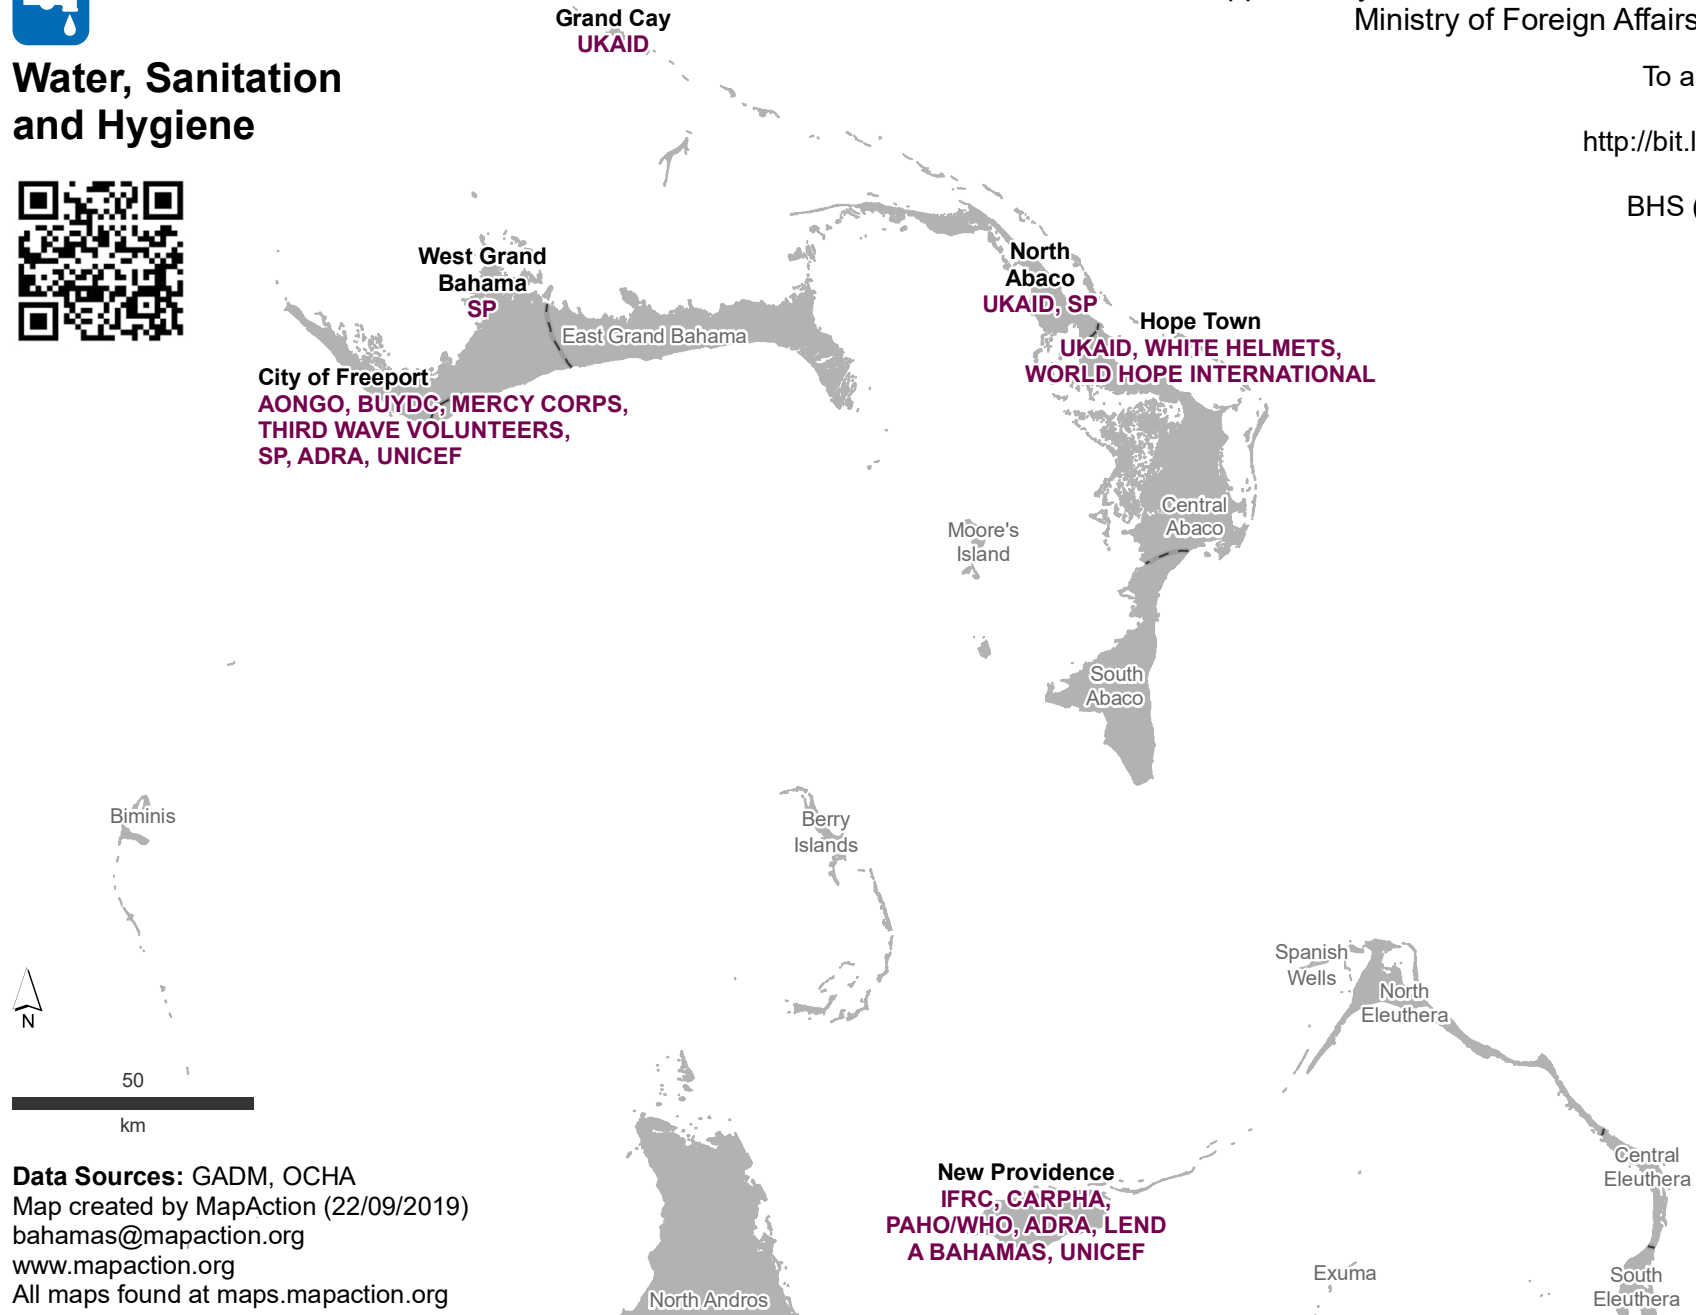 Grand Cay
UKAID
Ministry of Foreign Affairs
Water, Sanitation
and Hygiene
To a
http://bit.l
BHS (
West Grand
Bahama
SP
East Grand Bahama
North
Abaco
UKAID, SP
Hope Town
UKAID, WHITE HELMETS,
WORLD HOPE INTERNATIONAL
City of Freeport
AONGO, BUYDC, MERCY CORPS,
THIRD WAVE VOLUNTEERS,
SP, ADRA, UNICEF
Central
Abaco
Moore's
Island
South
Abaco
Biminis
Berry
Islands
Spanish
Wells
North
Eleuthera
N
50
km
Central
Eleuthera
New Providence
IFRC, CARPHA,
PAHO/WHO, ADRA, LEND
A BAHAMAS, UNICEF
Exuma
South
Eleuthera
North Andros
Data Sources: GADM, OCHA
Map created by MapAction (22/09/2019)
bahamas@mapaction.org
www.mapaction.org
All maps found at maps.mapaction.org